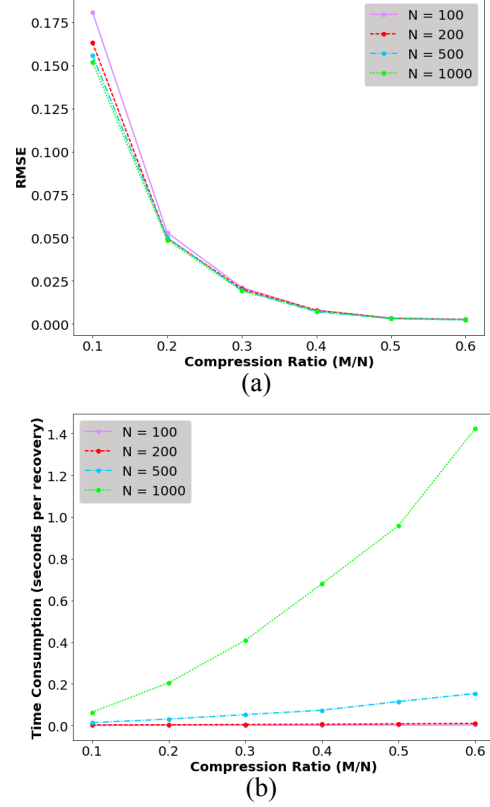 0.175
0.150
0.125
0.100
0.075
0.050
0.025
0.000
RMSE
N = 100
N = 200
N = 500
N = 1000
0.1 0.2 0.3 0.4 0.5 0.6
Compression Ratio (M/N)
(a)
1.4
1.2
1.0
0.8
0.6
0.4
0.2
0.0
Time Consumption (seconds per recovery)
N = 100
N = 200
N = 500
N = 1000
0.1 0.2 0.3 0.4 0.5 0.6
Compression Ratio (M/N)
(b)